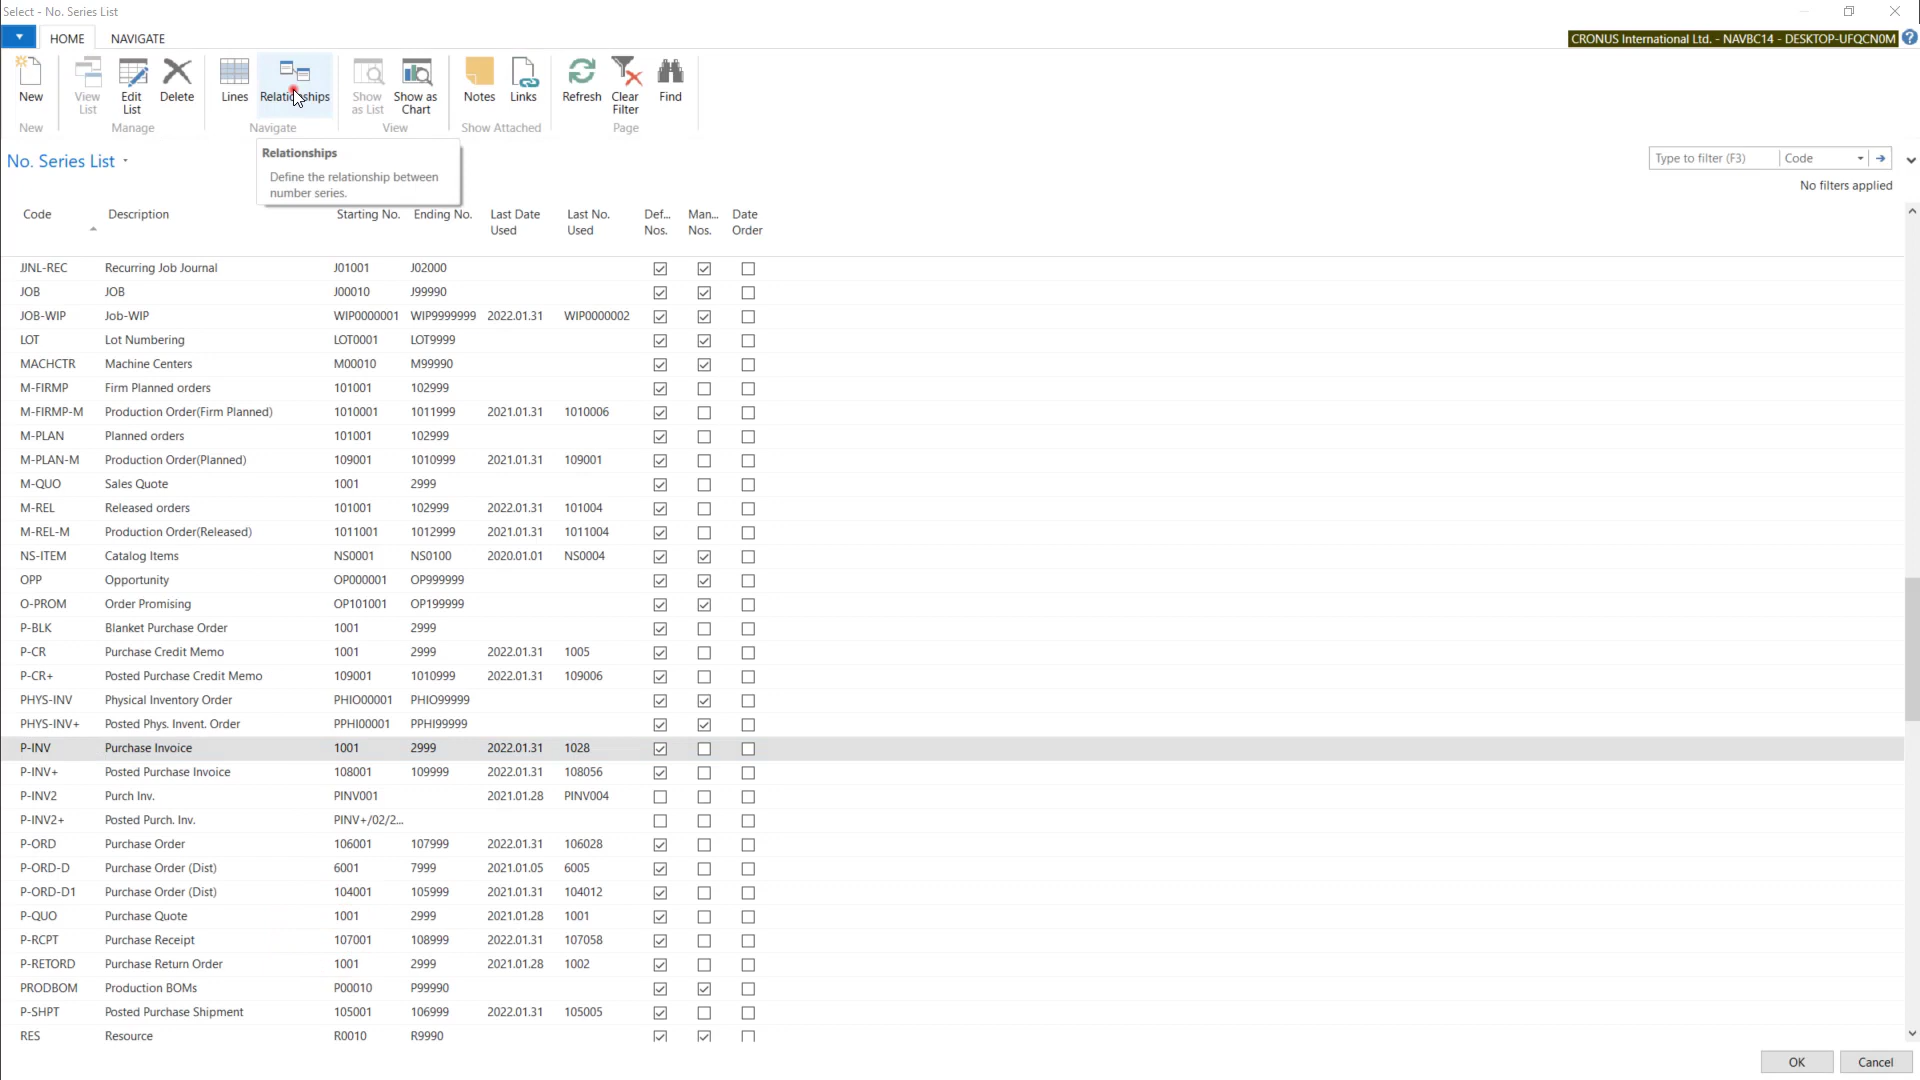 Select - No. Series List
HOME NAVIGATE
CRONUS International Ltd. - NAVBC14 - DESKTOP-UFQCN0M
New View List Edit List Delete Lines Relationships Show as List Show as Chart Notes Links Refresh Clear Filter Find
New Manage Navigate View Show Attached Page
Relationships
Define the relationship between
number series.
No. Series List
Type to filter (F3) Code
No filters applied
Code Description Starting No. Ending No. Last Date Used Last No. Used Def... Nos. Man... Nos. Date Order
JJNL-REC Recurring Job Journal J01001 J02000
JOB JOB J00010 J99990
JOB-WIP Job-WIP WIP0000001 WIP9999999 2022.01.31 WIP0000002
LOT Lot Numbering LOT0001 LOT9999
MACHCTR Machine Centers M00010 M99990
M-FIRMP Firm Planned orders 101001 102999
M-FIRMP-M Production Order(Firm Planned) 1010001 1011999 2021.01.31 1010006
M-PLAN Planned orders 101001 102999
M-PLAN-M Production Order(Planned) 109001 1010999 2021.01.31 109001
M-QUO Sales Quote 1001 2999
M-REL Released orders 101001 102999 2022.01.31 101004
M-REL-M Production Order(Released) 1011001 1012999 2021.01.31 1011004
NS-ITEM Catalog Items NS0001 NS0100 2020.01.01 NS0004
OPP Opportunity OP000001 OP999999
O-PROM Order Promising OP101001 OP199999
P-BLK Blanket Purchase Order 1001 2999
P-CR Purchase Credit Memo 1001 2999 2022.01.31 1005
P-CR+ Posted Purchase Credit Memo 109001 1010999 2022.01.31 109006
PHYS-INV Physical Inventory Order PHIO00001 PHIO99999
PHYS-INV+ Posted Phys. Invent. Order PPHI00001 PPHI99999
P-INV Purchase Invoice 1001 2999 2022.01.31 1028
P-INV+ Posted Purchase Invoice 108001 109999 2022.01.31 108056
P-INV2 Purch Inv. PINV001 2021.01.28 PINV004
P-INV2+ Posted Purch. Inv. PINV+/02/2...
P-ORD Purchase Order 106001 107999 2022.01.31 106028
P-ORD-D Purchase Order (Dist) 6001 7999 2021.01.05 6005
P-ORD-D1 Purchase Order (Dist) 104001 105999 2021.01.31 104012
P-QUO Purchase Quote 1001 2999 2021.01.28 1001
P-RCPT Purchase Receipt 107001 108999 2022.01.31 107058
P-RETORD Purchase Return Order 1001 2999 2021.01.28 1002
PRODBOM Production BOMs P00010 P99990
P-SHPT Posted Purchase Shipment 105001 106999 2022.01.31 105005
RES Resource R0010 R9990
OK Cancel